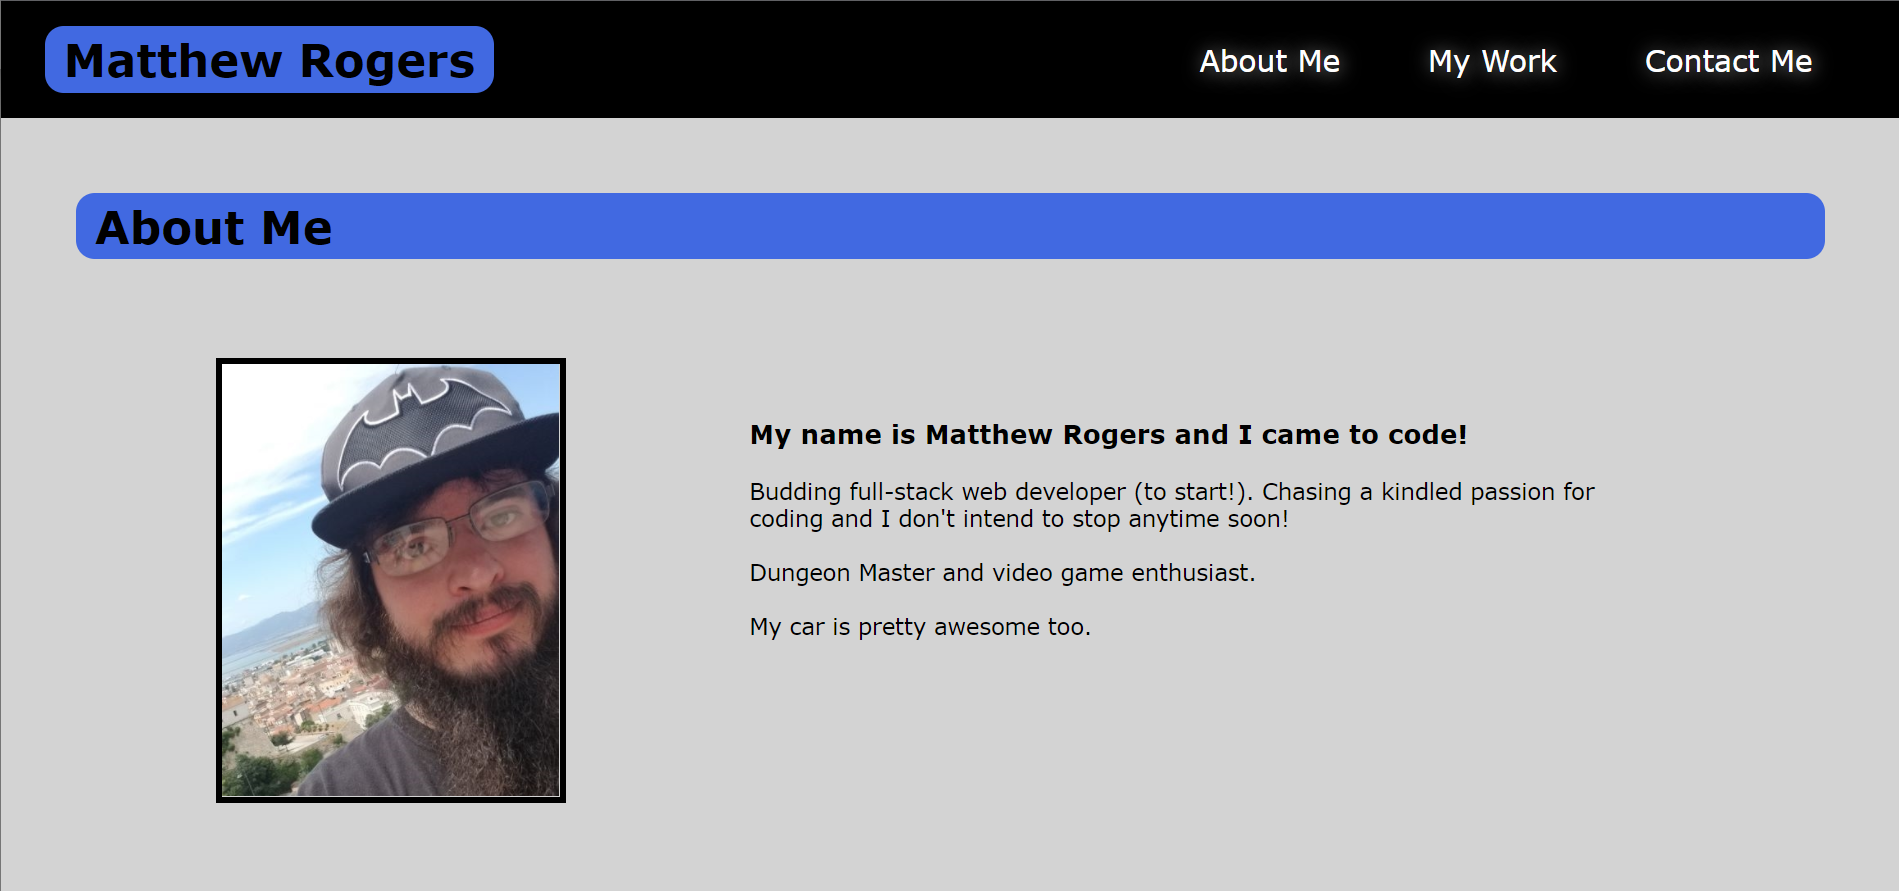 Matthew Rogers
About Me
My Work
Contact Me
About Me
My name is Matthew Rogers and I came to code!
Budding full-stack web developer (to start!). Chasing a kindled passion for
coding and I don't intend to stop anytime soon!
Dungeon Master and video game enthusiast.
My car is pretty awesome too.